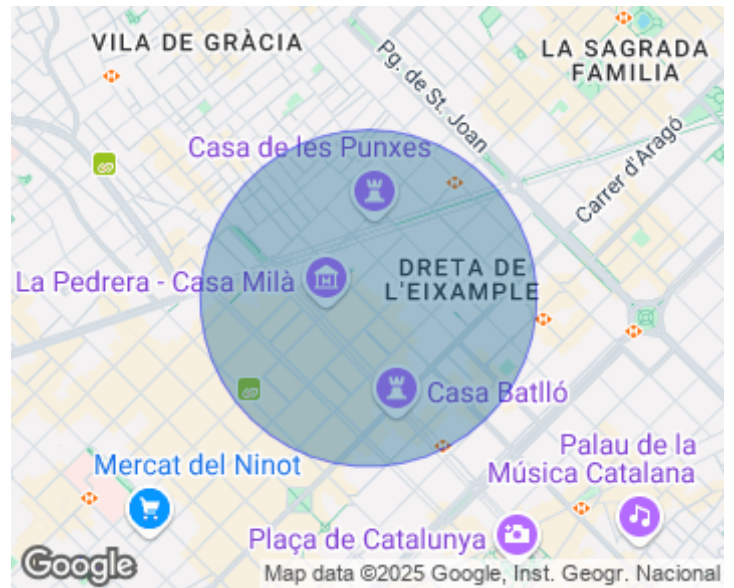 VILA DE GRÀCIA
LA SAGRADA
FAMILIA
Pg. de St. Joan
Casa de les Punxes
Carrer d'Aragó
La Pedrera - Casa Milà
DRETA DE
L'EIXAMPLE
Casa Batlló
Mercat del Ninot
Palau de la
Música Catalana
Plaça de Catalunya
Google
Map data ©2025 Google, Inst. Geogr. Nacional